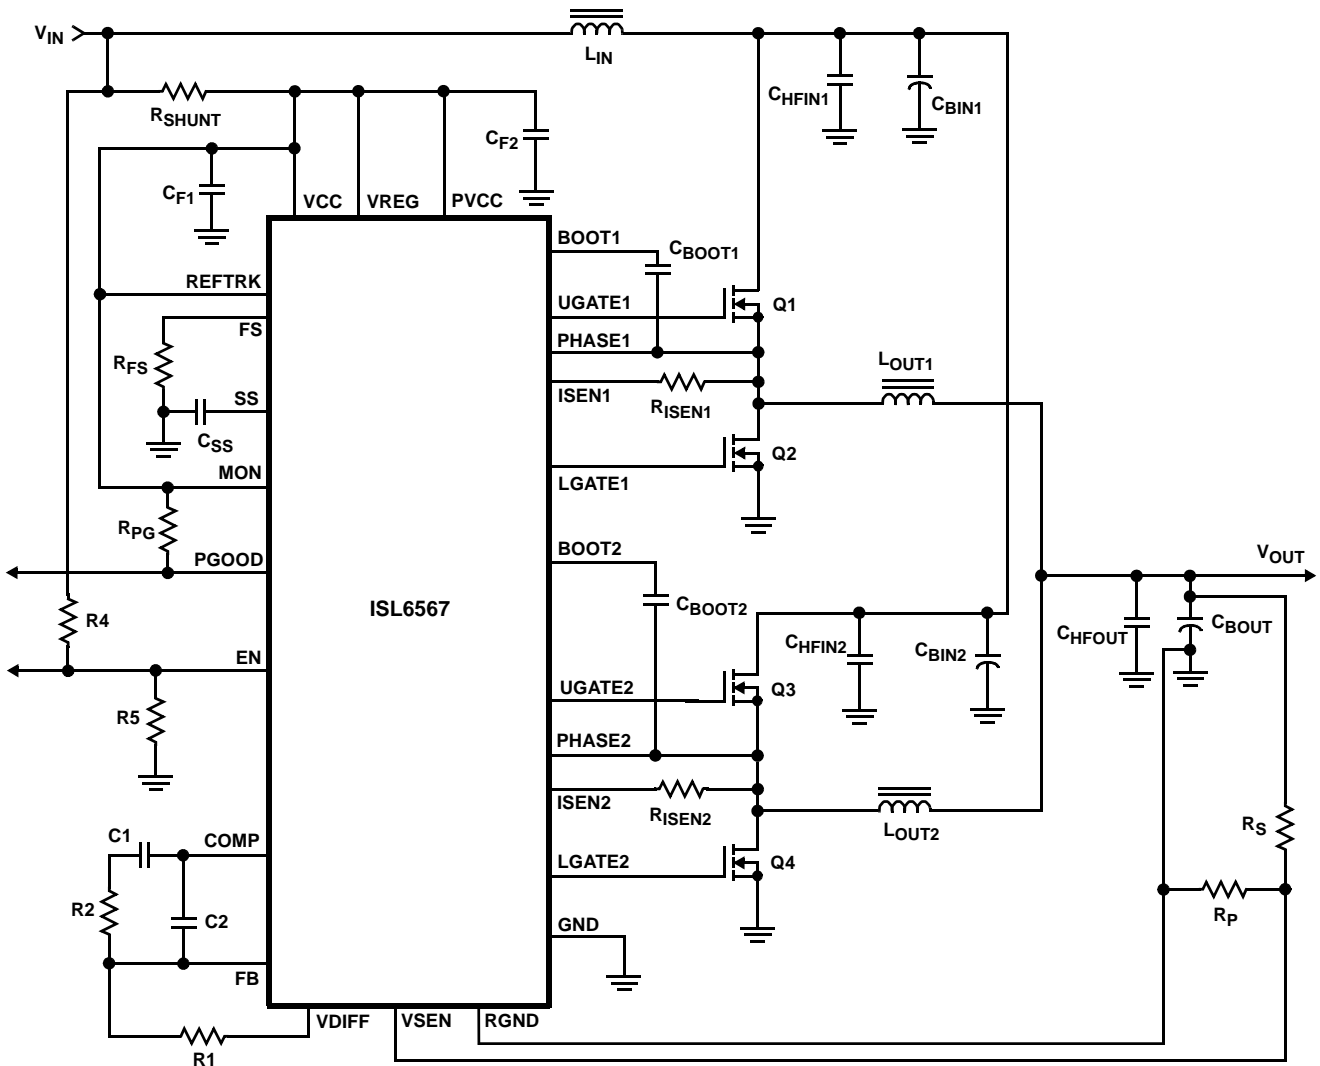 VIN
LIN
CHFIN1
CBIN1
RSHUNT
CF2
CF1
VCC
VREG
PVCC
BOOT1
CBOOT1
REFTRK
UGATE1
Q1
FS
PHASE1
RFS
LOUT1
SS
ISEN1
RISEN1
CSS
Q2
MON
LGATE1
RPG
PGOOD
BOOT2
VOUT
ISL6567
CBOOT2
R4
CHFIN2
CBIN2
CHFOUT
CBOUT
EN
UGATE2
Q3
R5
PHASE2
ISEN2
RISEN2
LOUT2
RS
C1
COMP
LGATE2
Q4
R2
C2
RP
GND
FB
VDIFF
VSEN
RGND
R1